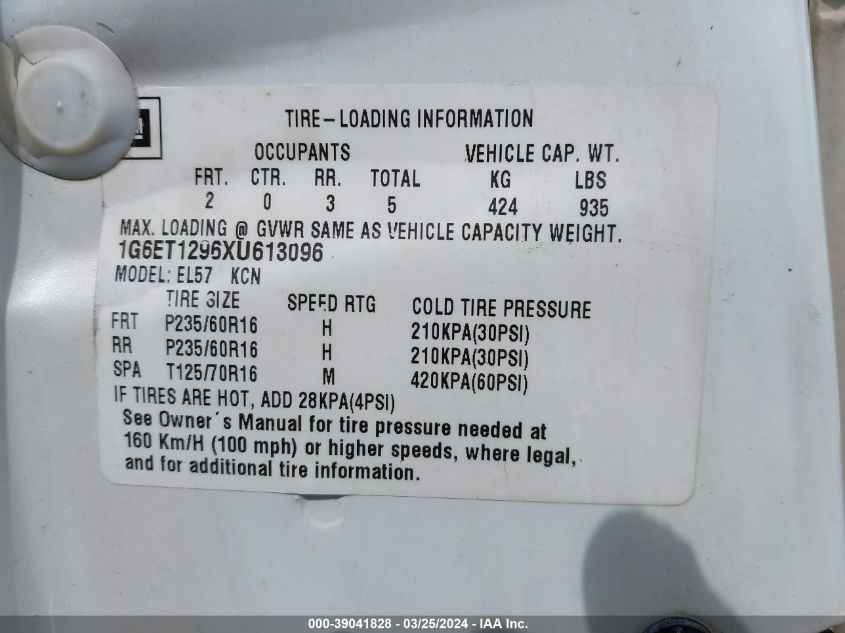 TIRE-LOADING INFORMATION
OCCUPANTS VEHICLE CAP. WT.
FRT. CTR. RR. TOTAL KG LBS
2 0 3 5 424 935
MAX. LOADING @ GVWR SAME AS VEHICLE CAPACITY WEIGHT.
1G6ET1296XU613096
MODEL: EL57 KCN
TIRE SIZE SPEED RTG COLD TIRE PRESSURE
FRT P235/60R16 H 210KPA(30PSI)
RR P235/60R16 H 210KPA(30PSI)
SPA T125/70R16 M 420KPA(60PSI)
IF TIRES ARE HOT, ADD 28KPA(4PSI)
See Owner´s Manual for tire pressure needed at
160 Km/H (100 mph) or higher speeds, where legal,
and for additional tire information.
000-39041828 - 03/25/2024 - IAA Inc.